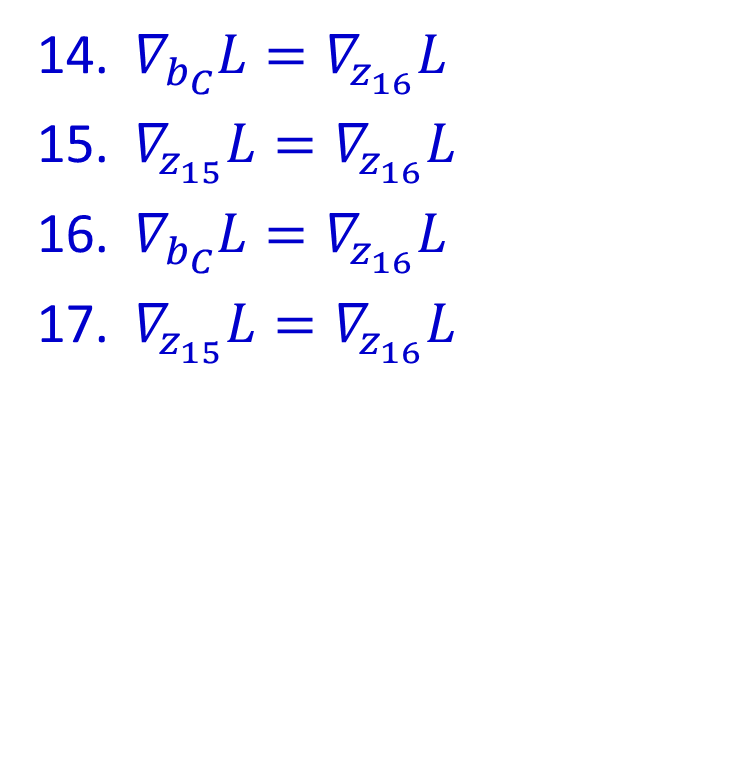 14. ∇_{b_C} L = ∇_{z_{16}} L
15. ∇_{z_{15}} L = ∇_{z_{16}} L
16. ∇_{b_C} L = ∇_{z_{16}} L
17. ∇_{z_{15}} L = ∇_{z_{16}} L